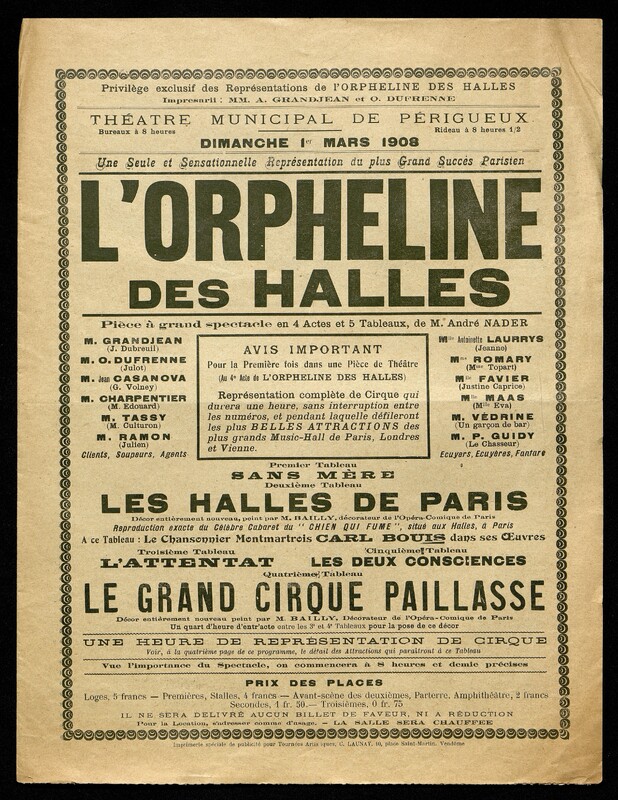 Privilège exclusif des Représentations de l'ORPHELINE DES HALLES
Impresarii : MM. A. GRANDJEAN et O. DUFRENNE
THÉATRE MUNICIPAL DE PÉRIGUEUX
Bureaux à 8 heures
Rideau à 8 heures 1/2
DIMANCHE 1er MARS 1908
Une Seule et Sensationnelle Représentation du plus Grand Succès Parisien
L'ORPHELINE
DES HALLES
Pièce à grand spectacle en 4 Actes et 5 Tableaux, de M. André NADER
M. GRANDJEAN
(J. Dubreuil)
M. O. DUFRENNE
(Julot)
M. Jean CASANOVA
(G. Volney)
M. CHARPENTIER
(M. Edouard)
M. TASSY
(M. Culturon)
M. RAMON
(Julien)
Clients, Soupeurs, Agents
AVIS IMPORTANT
Pour la Première fois dans une Pièce de Théâtre
(Au 4e Acte de L'ORPHELINE DES HALLES)
Représentation complète de Cirque qui
durera une heure, sans interruption entre
les numéros, et pendant laquelle défileront
les plus BELLES ATTRACTIONS des
plus grands Music-Hall de Paris, Londres
et Vienne.
Mlle Antoinette LAURRYS
(Jeanne)
Mme ROMARY
(Mme Topart)
Mlle FAVIER
(Justine Caprice)
Mlle MAAS
(Mlle Eva)
M. VÉDRINE
(Un garçon de bar)
M. P. GUIDY
(Le Chasseur)
Ecuyers, Ecuyères, Fanfare
Premier Tableau
SANS MÈRE
Deuxième Tableau
LES HALLES DE PARIS
Décor entièrement nouveau, peint par M. BAILLY, décorateur de l'Opéra-Comique de Paris
Reproduction exacte du Célèbre Cabaret du "CHIEN QUI FUME", situé aux Halles, à Paris
A ce Tableau : Le Chansonnier Montmartrois CARL BOUIS dans ses Œuvres
Troisième Tableau
L'ATTENTAT
Cinquième Tableau
LES DEUX CONSCIENCES
Quatrième Tableau
LE GRAND CIRQUE PAILLASSE
Décor entièrement nouveau peint par M. BAILLY, Décorateur de l'Opéra-Comique de Paris
Un quart d'heure d'entr'acte entre les 3e et 4e Tableaux pour la pose de ce décor
UNE HEURE DE REPRÉSENTATION DE CIRQUE
Voir, à la quatrième page de ce programme, le détail des Attractions qui paraîtront à ce Tableau
Vue l'importance du Spectacle, on commencera à 8 heures et demie précises
PRIX DES PLACES
Loges, 5 francs — Premières, Stalles, 4 francs — Avant-scène des deuxièmes, Parterre, Amphithéâtre, 2 francs
Secondes, 1 fr. 50.— Troisièmes, 0 fr. 75
IL NE SERA DELIVRÉ AUCUN BILLET DE FAVEUR, NI A RÉDUCTION
Pour la Location, s'adresser comme d'usage. — LA SALLE SERA CHAUFFEE
Imprimerie spéciale de publicité pour Tournées Artistiques, C. LAUNAY, 10, place Saint-Martin, Vendôme